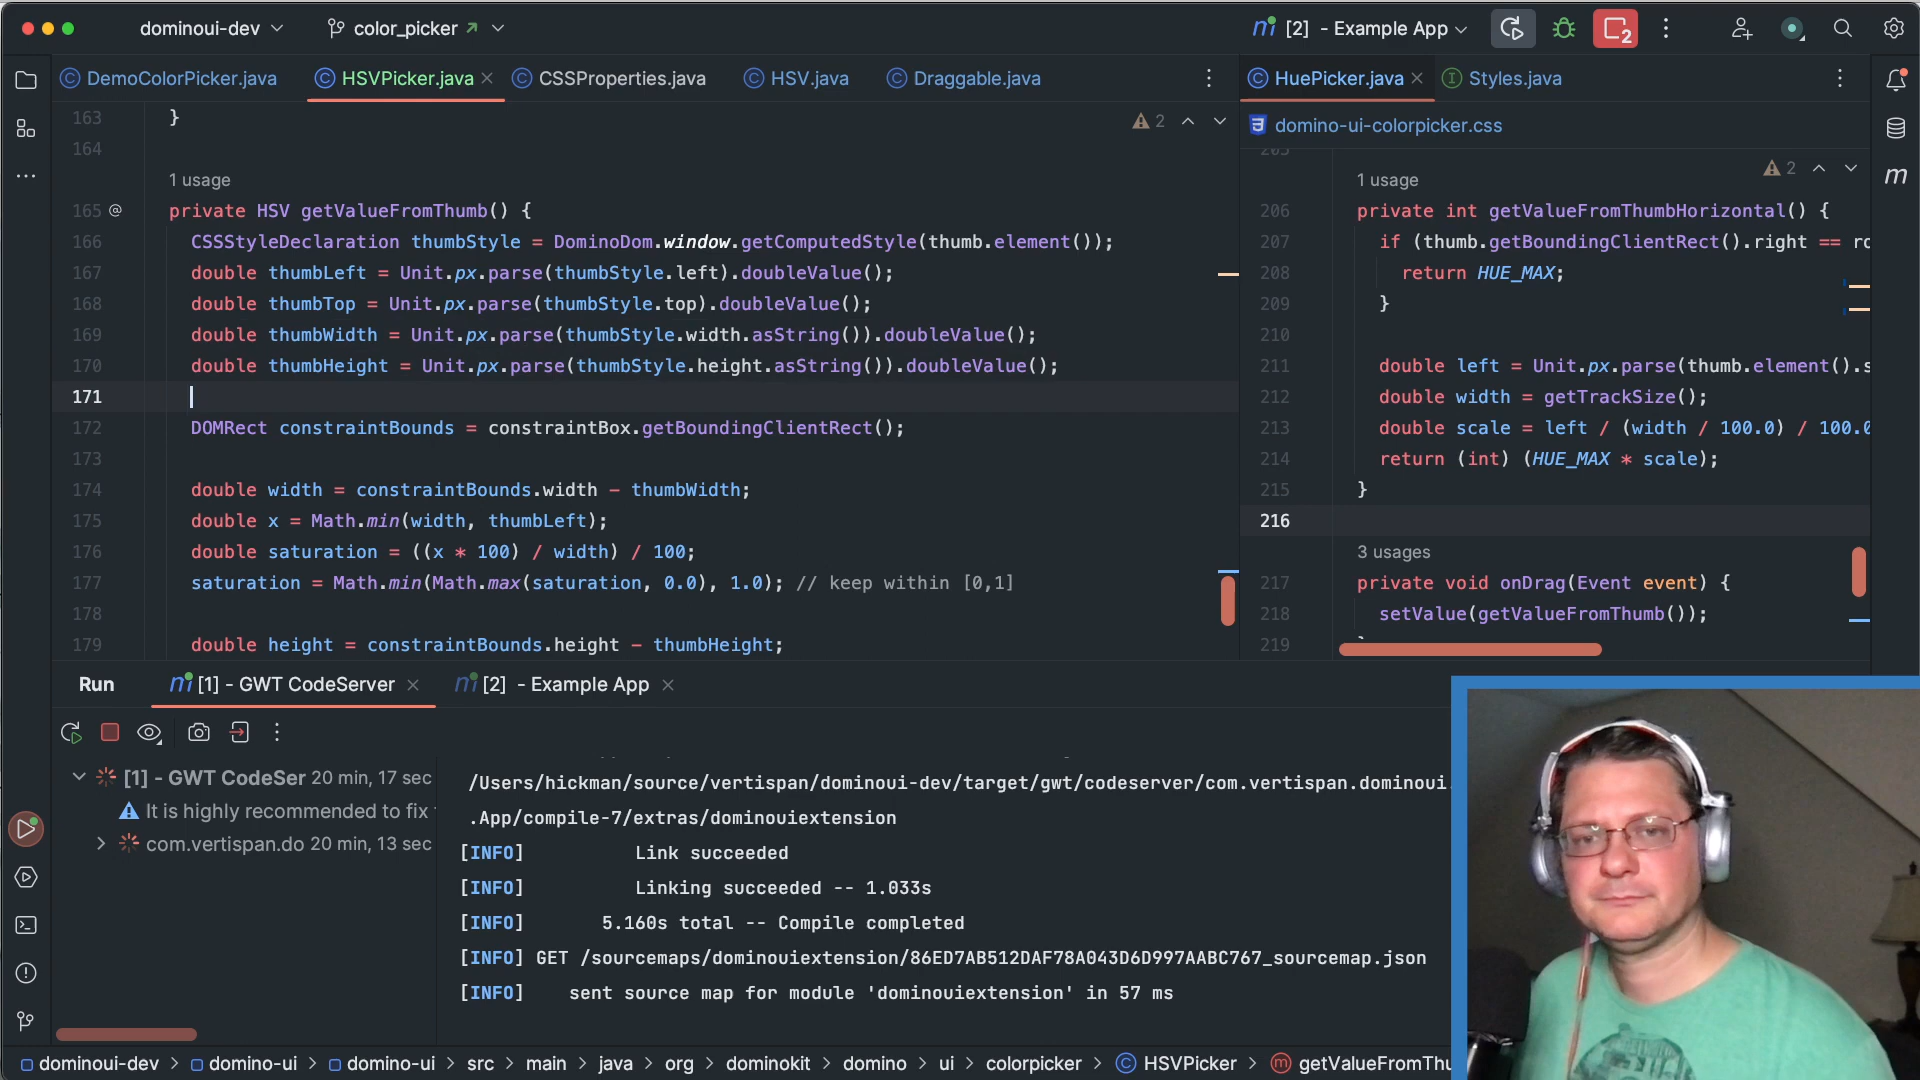 dominoui-dev
color_picker
[2] - Example App
2
DemoColorPicker.java
HSVPicker.java
CSSProperties.java
HSV.java
Draggable.java
163 }
164
2
1 usage
165 @ private HSV getValueFromThumb() {
166 CSSStyleDeclaration thumbStyle = DominoDom.window.getComputedStyle(thumb.element());
167 double thumbLeft = Unit.px.parse(thumbStyle.left).doubleValue();
168 double thumbTop = Unit.px.parse(thumbStyle.top).doubleValue();
169 double thumbWidth = Unit.px.parse(thumbStyle.width.asString()).doubleValue();
170 double thumbHeight = Unit.px.parse(thumbStyle.height.asString()).doubleValue();
171
172 DOMRect constraintBounds = constraintBox.getBoundingClientRect();
173
174 double width = constraintBounds.width - thumbWidth;
175 double x = Math.min(width, thumbLeft);
176 double saturation = ((x * 100) / width) / 100;
177 saturation = Math.min(Math.max(saturation, 0.0), 1.0); // keep within [0,1]
178
179 double height = constraintBounds.height - thumbHeight;
HuePicker.java
Styles.java
domino-ui-colorpicker.css
205
2
1 usage
206 private int getValueFromThumbHorizontal() {
207 if (thumb.getBoundingClientRect().right == ro
208 return HUE_MAX;
209 }
210
211 double left = Unit.px.parse(thumb.element().s
212 double width = getTrackSize();
213 double scale = left / (width / 100.0) / 100.0
214 return (int) (HUE_MAX * scale);
215 }
216
3 usages
217 private void onDrag(Event event) {
218 setValue(getValueFromThumb());
219
m
Run
[1] - GWT CodeServer
[2] - Example App
[1] - GWT CodeSer 20 min, 17 sec
It is highly recommended to fix
com.vertispan.do 20 min, 13 sec
/Users/hickman/source/vertispan/dominoui-dev/target/gwt/codeserver/com.vertispan.dominoui.
.App/compile-7/extras/dominouiextension
[INFO] Link succeeded
[INFO] Linking succeeded -- 1.033s
[INFO] 5.160s total -- Compile completed
[INFO] GET /sourcemaps/dominouiextension/86ED7AB512DAF78A043D6D997AABC767_sourcemap.json
[INFO] sent source map for module 'dominouiextension' in 57 ms
dominoui-dev > domino-ui > domino-ui > src > main > java > org > dominokit > domino > ui > colorpicker > HSVPicker > getValueFromThu